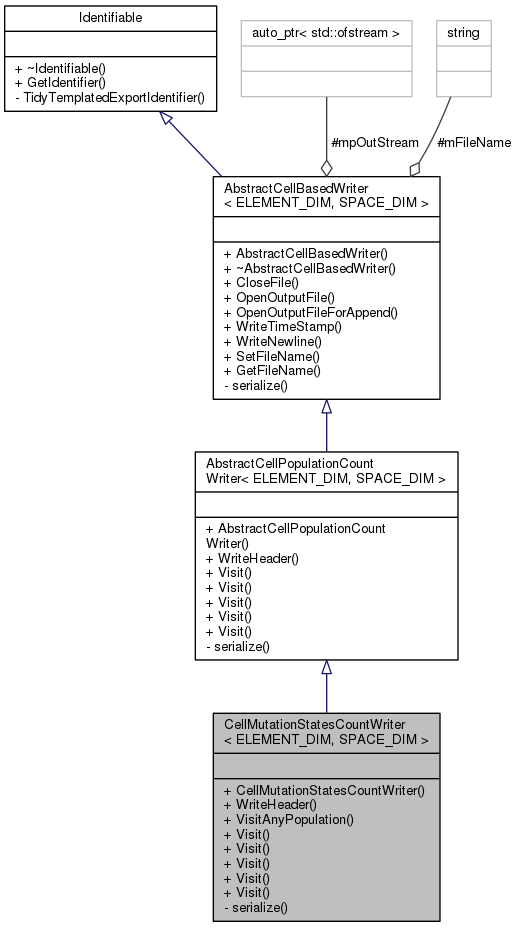 Identifiable
+ ~Identifiable()
+ GetIdentifier()
- TidyTemplatedExportIdentifier()
auto_ptr< std::ofstream >
string
#mpOutStream
#mFileName
AbstractCellBasedWriter
< ELEMENT_DIM, SPACE_DIM >
+ AbstractCellBasedWriter()
+ ~AbstractCellBasedWriter()
+ CloseFile()
+ OpenOutputFile()
+ OpenOutputFileForAppend()
+ WriteTimeStamp()
+ WriteNewline()
+ SetFileName()
+ GetFileName()
- serialize()
AbstractCellPopulationCount
Writer< ELEMENT_DIM, SPACE_DIM >
+ AbstractCellPopulationCount
Writer()
+ WriteHeader()
+ Visit()
+ Visit()
+ Visit()
+ Visit()
+ Visit()
- serialize()
CellMutationStatesCountWriter
< ELEMENT_DIM, SPACE_DIM >
+ CellMutationStatesCountWriter()
+ WriteHeader()
+ VisitAnyPopulation()
+ Visit()
+ Visit()
+ Visit()
+ Visit()
+ Visit()
- serialize()